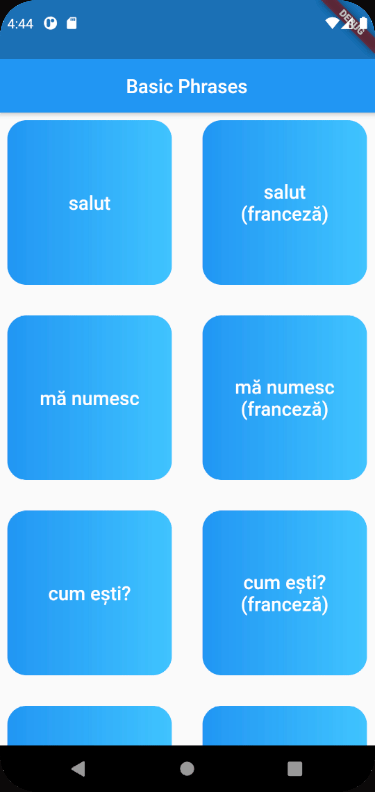 4:44
DEBUG
Basic Phrases
salut
salut
(franceză)
mă numesc
mă numesc
(franceză)
cum ești?
cum ești?
(franceză)